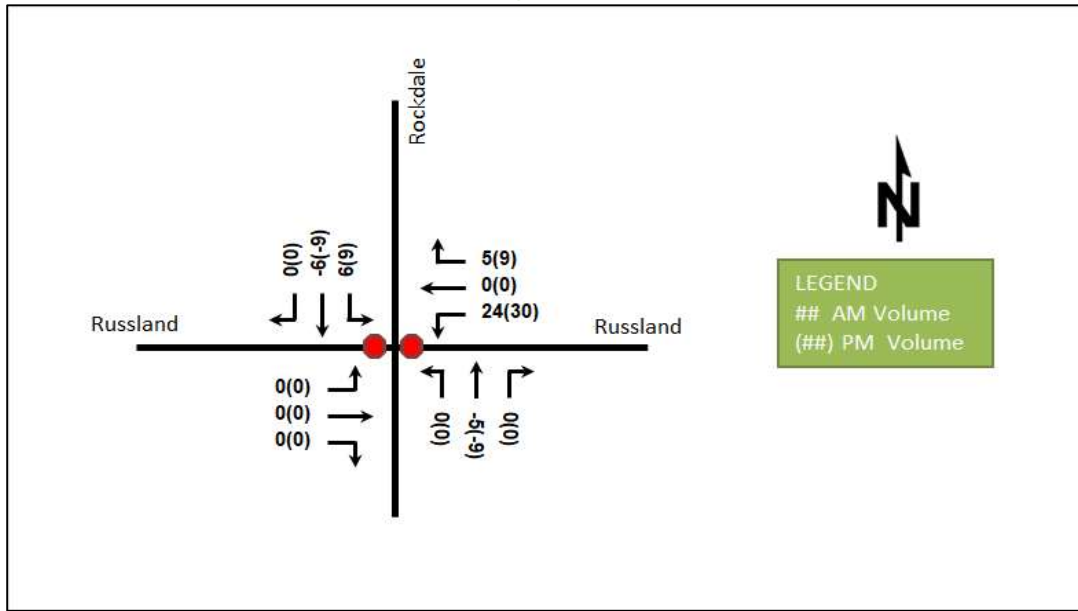 Rockdale
0(0)
-6(-9)
6(9)
5(9)
0(0)
24(30)
Russland
Russland
0(0)
0(0)
0(0)
0(0)
-5(-9)
0(0)
N
LEGEND
## AM Volume
(##) PM Volume